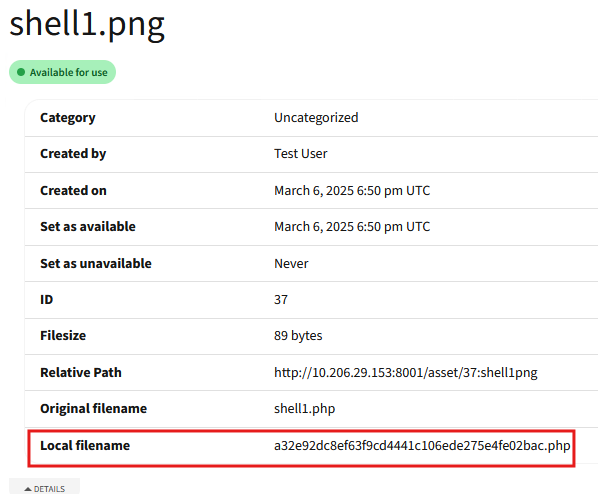 shell1.png
Available for use
Category Uncategorized
Created by Test User
Created on March 6, 2025 6:50 pm UTC
Set as available March 6, 2025 6:50 pm UTC
Set as unavailable Never
ID 37
Filesize 89 bytes
Relative Path http://10.206.29.153:8001/asset/37:shell1png
Original filename shell1.php
Local filename a32e92dc8ef63f9cd4441c106ede275e4fe02bac.php
DETAILS